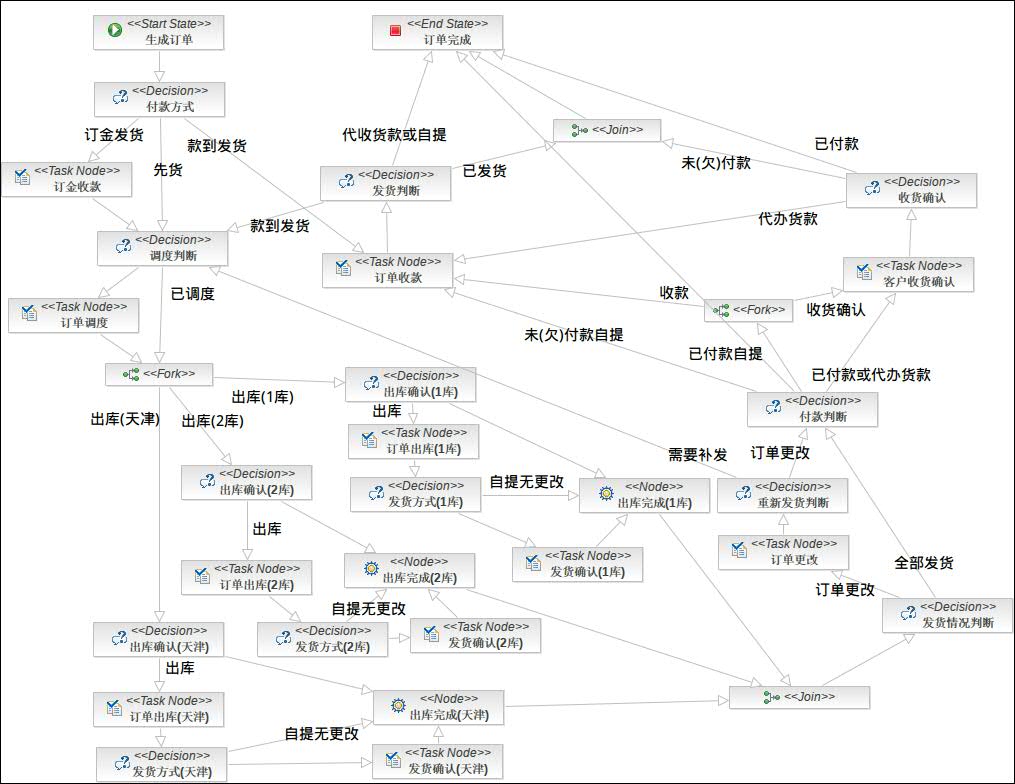 <<Start State>>
生成订单
<<End State>>
订单完成
<<Decision>>
付款方式
订金发货
先货
款到发货
代收货款或自提
<<Join>>
已付款
未(欠)付款
已发货
<<Task Node>>
订金收款
<<Decision>>
发货判断
<<Decision>>
收货确认
款到发货
代办货款
<<Decision>>
调度判断
<<Task Node>>
订单收款
<<Task Node>>
客户收货确认
已调度
收款
<<Fork>>
收货确认
<<Task Node>>
订单调度
未(欠)付款自提
已付款自提
<<Fork>>
已付款或代办货款
<<Decision>>
出库确认(1库)
出库(1库)
出库(天津)
出库(2库)
出库
<<Decision>>
付款判断
<<Task Node>>
订单出库(1库)
需要补发
订单更改
<<Decision>>
出库确认(2库)
<<Decision>>
发货方式(1库)
自提无更改
<<Node>>
出库完成(1库)
<<Decision>>
重新发货判断
出库
<<Task Node>>
订单更改
<<Task Node>>
订单出库(2库)
<<Node>>
出库完成(2库)
<<Task Node>>
发货确认(1库)
全部发货
订单更改
自提无更改
<<Decision>>
发货情况判断
<<Decision>>
出库确认(天津)
<<Decision>>
发货方式(2库)
<<Task Node>>
发货确认(2库)
出库
<<Task Node>>
订单出库(天津)
<<Node>>
出库完成(天津)
<<Join>>
自提无更改
<<Decision>>
发货方式(天津)
<<Task Node>>
发货确认(天津)